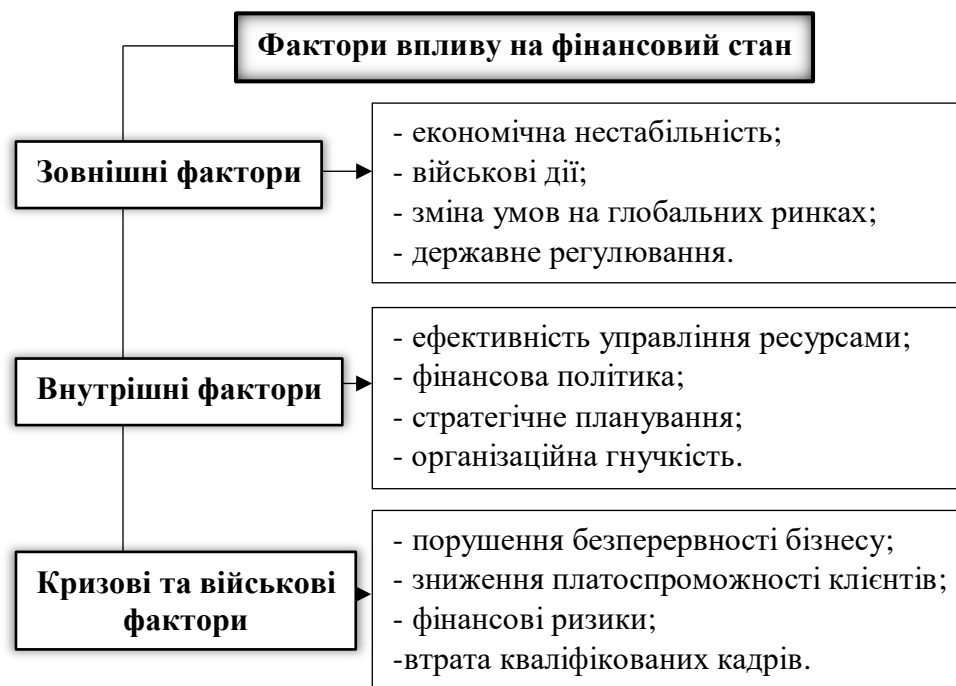 Фактори впливу на фінансовий стан
Зовнішні фактори
- економічна нестабільність;
- військові дії;
- зміна умов на глобальних ринках;
- державне регулювання.
Внутрішні фактори
- ефективність управління ресурсами;
- фінансова політика;
- стратегічне планування;
- організаційна гнучкість.
Кризові та військові
фактори
- порушення безперервності бізнесу;
- зниження платоспроможності клієнтів;
- фінансові ризики;
-втрата кваліфікованих кадрів.